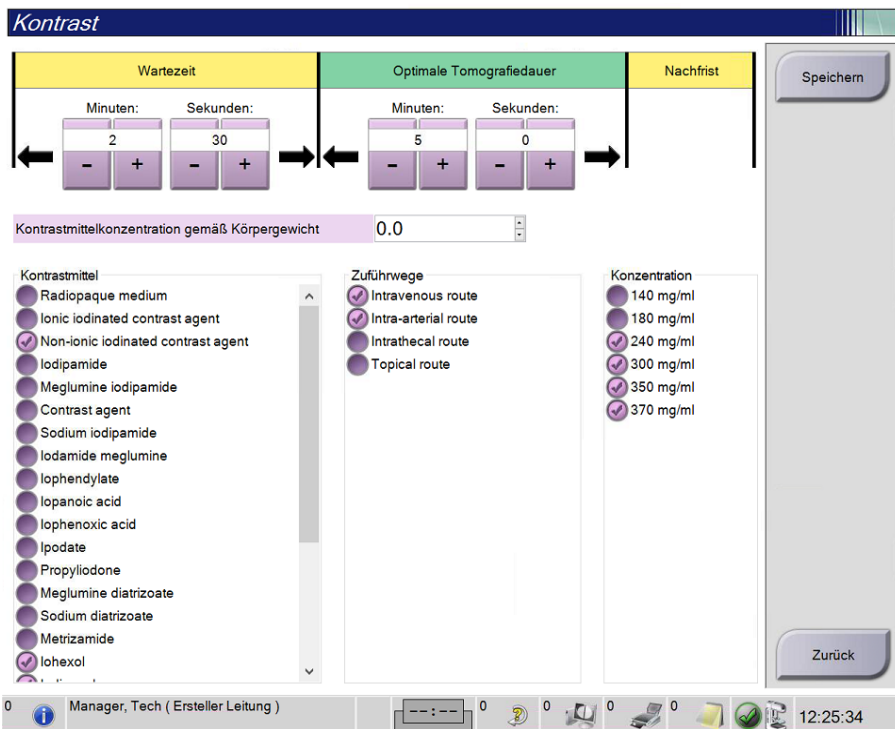 Kontrast
Wartezeit
Optimale Tomografiedauer
Nachfrist
Speichern
Minuten:
Sekunden:
Minuten:
Sekunden:
2
30
5
0
- + - +
- + - +
Kontrastmittelkonzentration gemäß Körpergewicht
0.0
Kontrastmittel
Radiopaque medium
Ionic iodinated contrast agent
Non-ionic iodinated contrast agent
Iodipamide
Meglumine iodipamide
Contrast agent
Sodium iodipamide
Iodamide meglumine
Iophendylate
Iopanoic acid
Iophenoxic acid
Ipodate
Propyliodone
Meglumine diatrizoate
Sodium diatrizoate
Metrizamide
Iohexol
Zuführwege
Intravenous route
Intra-arterial route
Intrathecal route
Topical route
Konzentration
140 mg/ml
180 mg/ml
240 mg/ml
300 mg/ml
350 mg/ml
370 mg/ml
Zurück
0
Manager, Tech ( Ersteller Leitung )
--:--
0
0
0
0
12:25:34